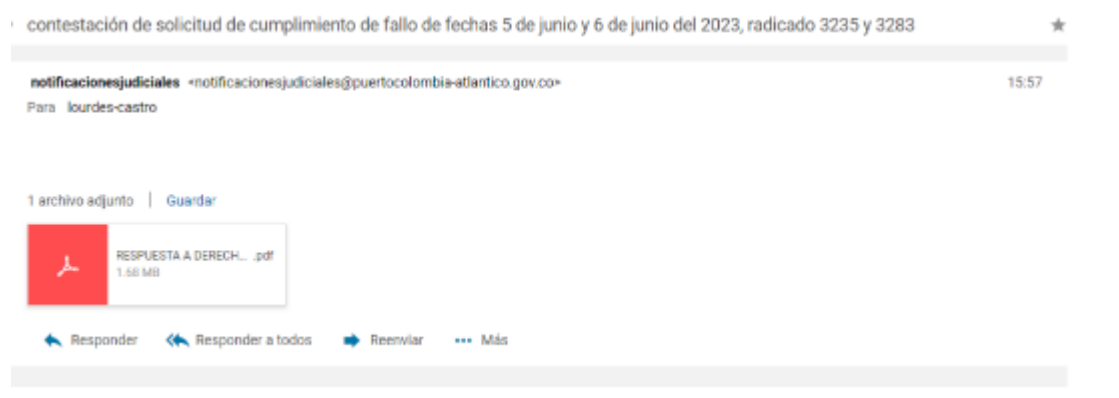 contestación de solicitud de cumplimiento de fallo de fechas 5 de junio y 6 de junio del 2023, radicado 3235 y 3283
notificacionesjudiciales <notificacionesjudiciales@puertocolombia-atlantico.gov.co> 15:57
Para lourdes-castro
1 archivo adjunto | Guardar
RESPUESTA A DERECH... .pdf
1.68 MB
Responder Responder a todos Reenviar Más